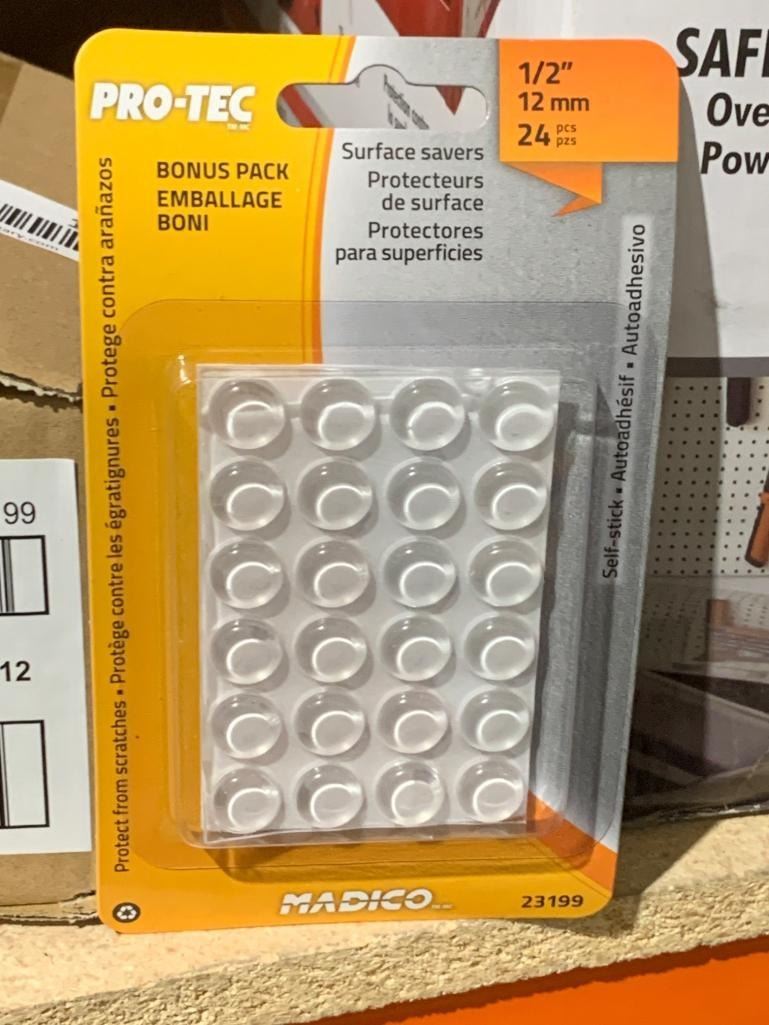 PRO-TEC
BONUS PACK
EMBALLAGE
BONI
1/2"
12 mm
24 pcs
pzs
Surface savers
Protecteurs
de surface
Protectores
para superficies
Protect from scratches ▪ Protège contre les égratignures ▪ Protege contra arañazos
Self-stick ▪ Autoadhésif ▪ Autoadhesivo
MADICO
23199
99
12
Ove
Pow